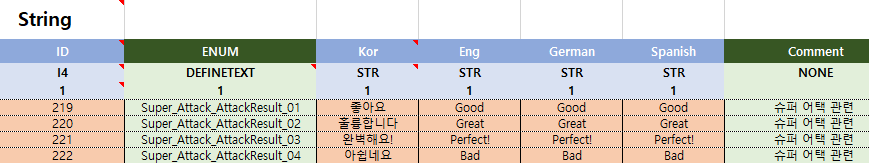 String
ID ENUM Kor Eng German Spanish Comment
I4 DEFINETEXT STR STR STR STR NONE
1 1 1 1 1 1
219 Super_Attack_AttackResult_01 좋아요 Good Good Good 슈퍼 어택 관련
220 Super_Attack_AttackResult_02 훌륭합니다 Great Great Great 슈퍼 어택 관련
221 Super_Attack_AttackResult_03 완벽해요! Perfect! Perfect! Perfect! 슈퍼 어택 관련
222 Super_Attack_AttackResult_04 아쉽네요 Bad Bad Bad 슈퍼 어택 관련